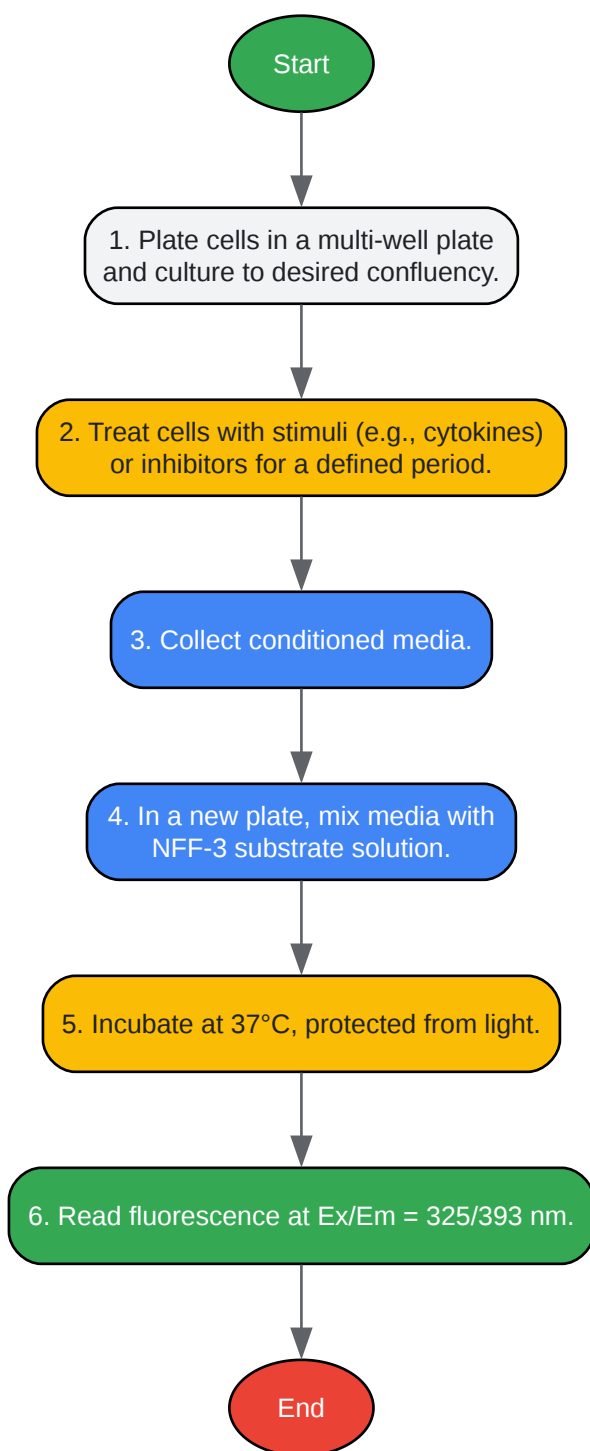 Start
1. Plate cells in a multi-well plate
and culture to desired confluency.
2. Treat cells with stimuli (e.g., cytokines)
or inhibitors for a defined period.
3. Collect conditioned media.
4. In a new plate, mix media with
NFF-3 substrate solution.
5. Incubate at 37°C, protected from light.
6. Read fluorescence at Ex/Em = 325/393 nm.
End